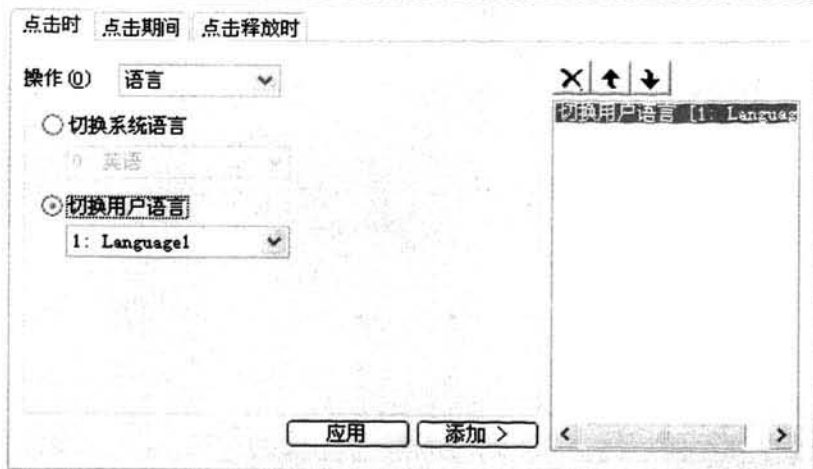 点击时 点击期间 点击释放时
操作(O) 语言
切换系统语言
0 英语
切换用户语言
1: Language1
应用 添加 >
切换用户语言 [1: Languag